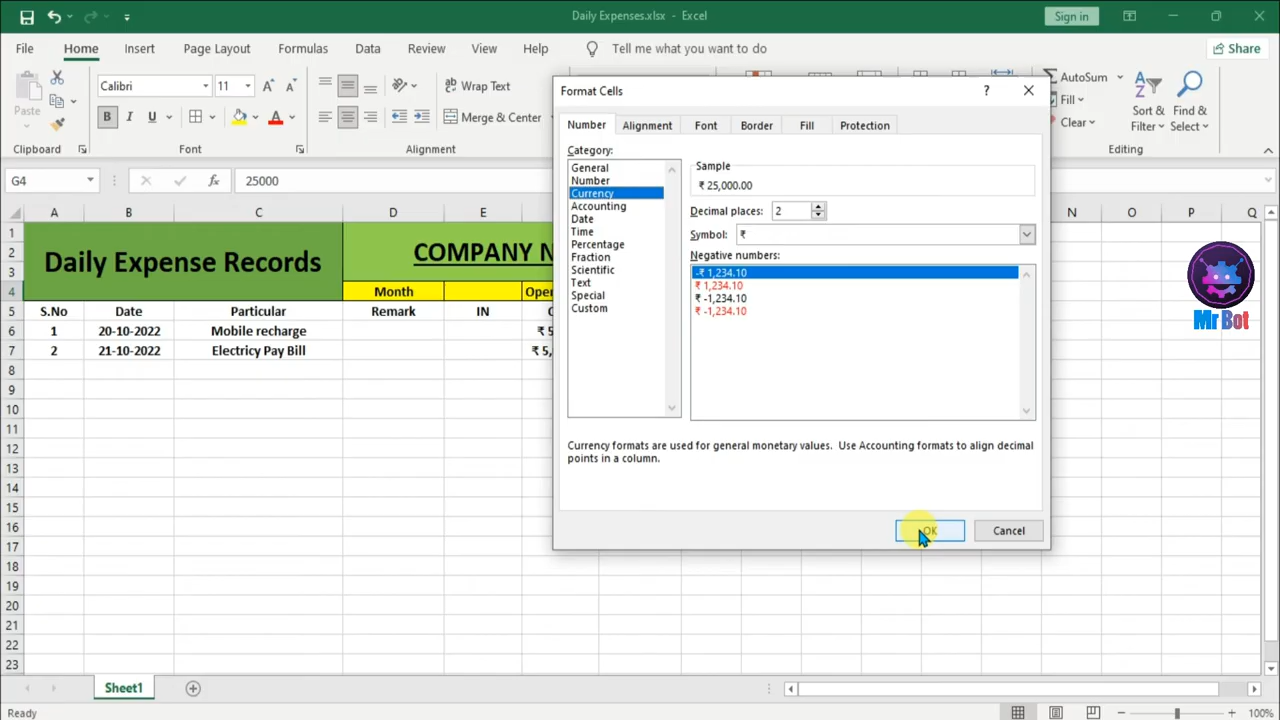 Daily Expenses.xlsx - Excel
Sign in
File Home Insert Page Layout Formulas Data Review View Help Tell me what you want to do Share
Calibri 11 Wrap Text AutoSum
Paste Fill Sort & Find &
B I U Merge & Center Clear Filter Select
Clipboard Font Alignment Editing
G4 fx 25000
A B C D E N O P Q
1
2 Daily Expense Records COMPANY N
3
4 Month Oper
5 S.No Date Particular Remark IN
6 1 20-10-2022 Mobile recharge ₹ 5
7 2 21-10-2022 Electricy Pay Bill ₹ 5,
8
9
10
11
12
13
14
15
16
17
18
19
20
21
22
23
Format Cells ?
Number Alignment Font Border Fill Protection
Category:
General
Number
Currency
Accounting
Date
Time
Percentage
Fraction
Scientific
Text
Special
Custom
Sample
₹ 25,000.00
Decimal places: 2
Symbol: ₹
Negative numbers:
-₹ 1,234.10
₹ 1,234.10
₹ -1,234.10
₹ -1,234.10
Currency formats are used for general monetary values. Use Accounting formats to align decimal
points in a column.
OK Cancel
Mr Bot
Sheet1
Ready 100%